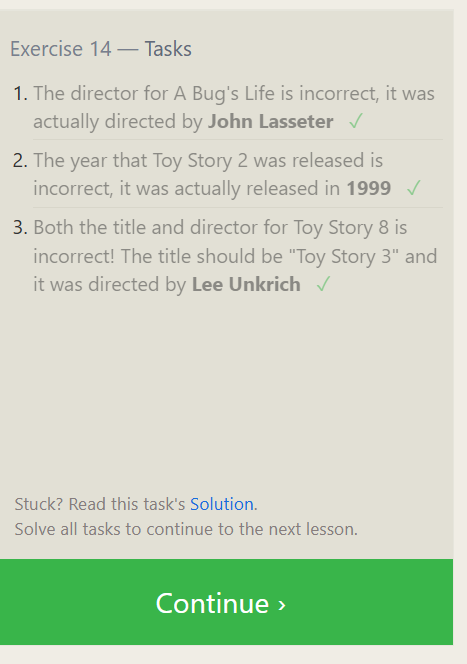 Exercise 14 — Tasks
1. The director for A Bug's Life is incorrect, it was
actually directed by John Lasseter ✓
2. The year that Toy Story 2 was released is
incorrect, it was actually released in 1999 ✓
3. Both the title and director for Toy Story 8 is
incorrect! The title should be "Toy Story 3" and
it was directed by Lee Unkrich ✓
Stuck? Read this task's Solution.
Solve all tasks to continue to the next lesson.
Continue ›